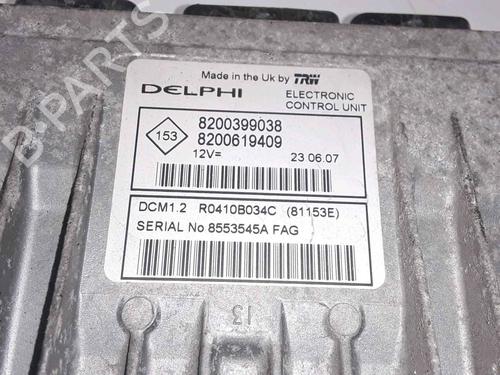 Made in the Uk by TRW
DELPHI
ELECTRONIC
CONTROL UNIT
153
8200399038
8200619409
12V=
23 06.07
DCM1.2 R0410B034C (81153E)
SERIAL No 8553545A FAG
13
B-PARTS